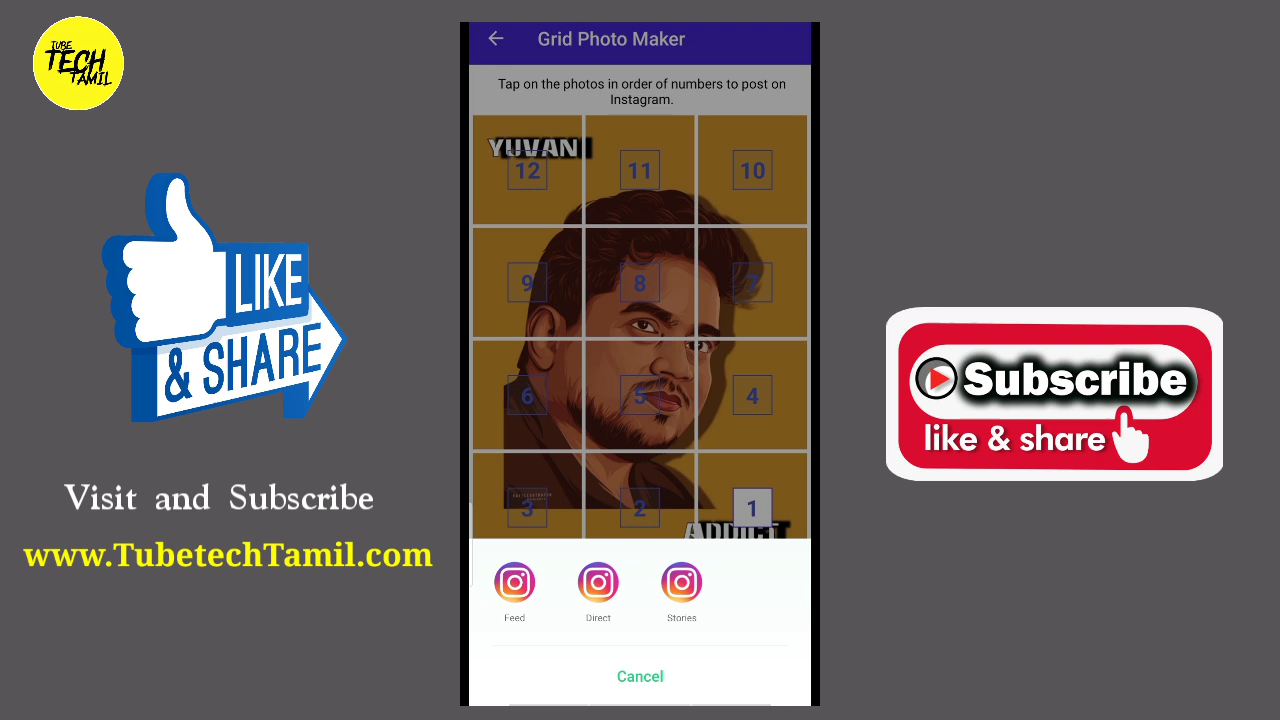 TUBE
TECH
TAMIL
LIKE
& SHARE
Visit and Subscribe
www.TubetechTamil.com
Grid Photo Maker
Tap on the photos in order of numbers to post on
Instagram.
YUVAN
12 11 10
9 8 7
6 5 4
3 2 1
ADDICT
Feed Direct Stories
Cancel
Subscribe
like & share